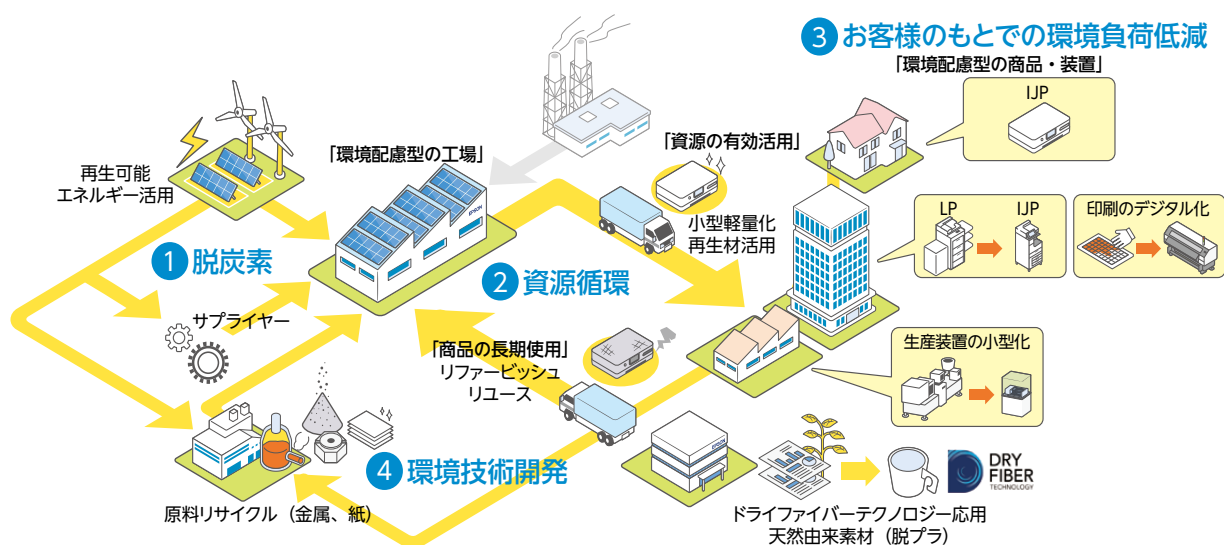 3 お客様のもとでの環境負荷低減
「環境配慮型の商品・装置」
IJP
「環境配慮型の工場」
「資源の有効活用」
再生可能
エネルギー活用
EPSON
小型軽量化
再生材活用
LP
IJP
印刷のデジタル化
1 脱炭素
2 資源循環
サプライヤー
「商品の長期使用」
リファービッシュ
リユース
生産装置の小型化
4 環境技術開発
EPSON
DRY
FIBER
TECHNOLOGY
原料リサイクル（金属、紙）
ドライファイバーテクノロジー応用
天然由来素材（脱プラ）